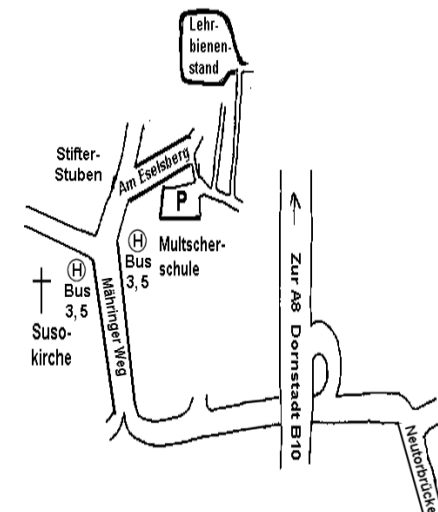 Lehr-
bienen-
stand
Stifter-
Stuben
Am Eselsberg
P
H
Bus
3, 5
Multscher-
schule
H
Bus
3, 5
Suso-
kirche
Mähringer Weg
Zur A8 Dornstadt B10
Neutorbrücke